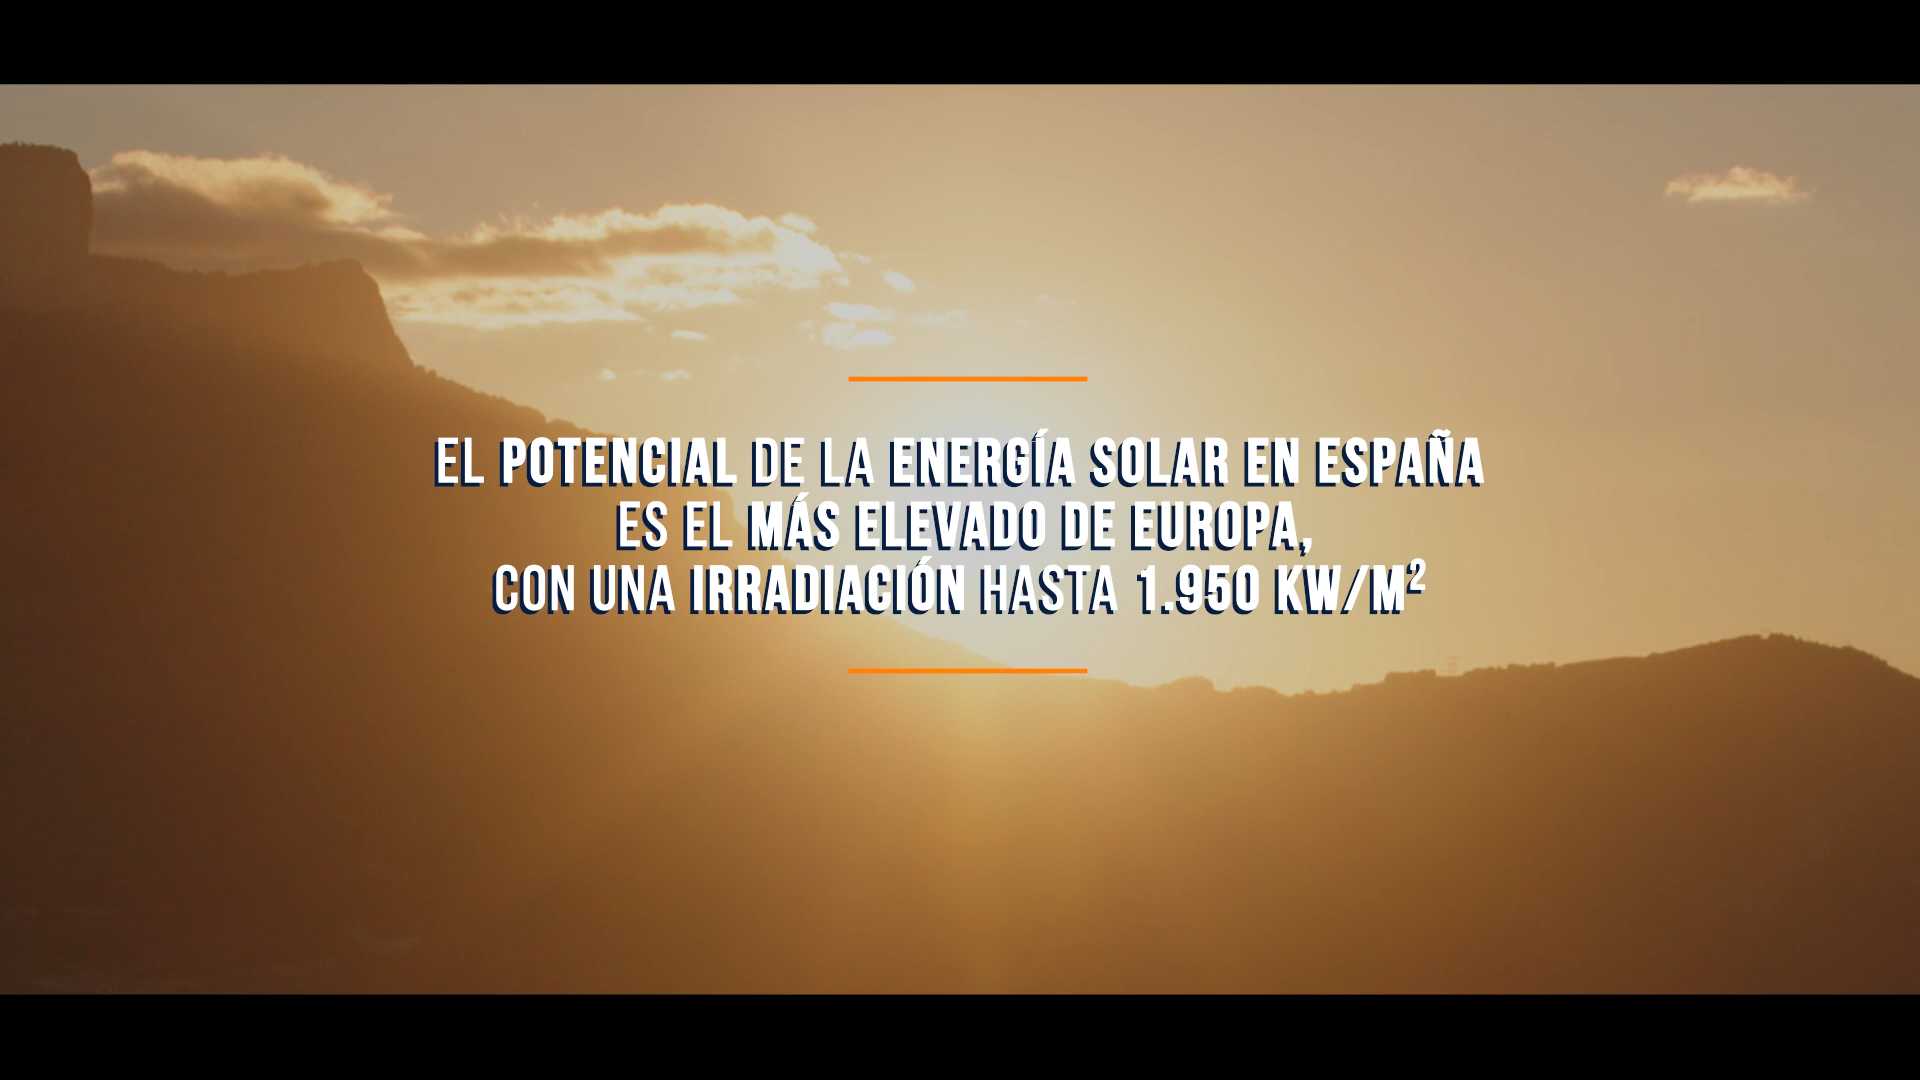 EL POTENCIAL DE LA ENERGÍA SOLAR EN ESPAÑA
ES EL MÁS ELEVADO DE EUROPA,
CON UNA IRRADIACIÓN HASTA 1.950 KW/M²